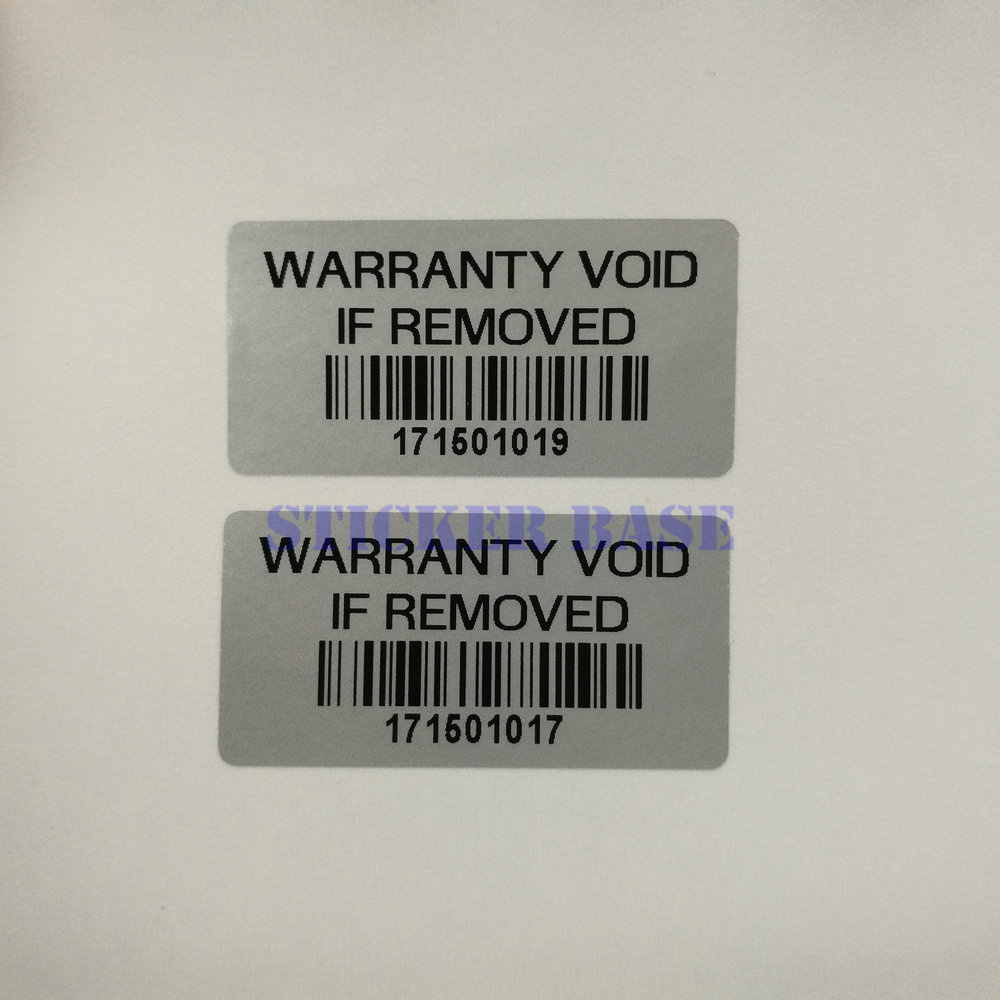 WARRANTY VOID
IF REMOVED
171501019
STICKER BASE
WARRANTY VOID
IF REMOVED
171501017